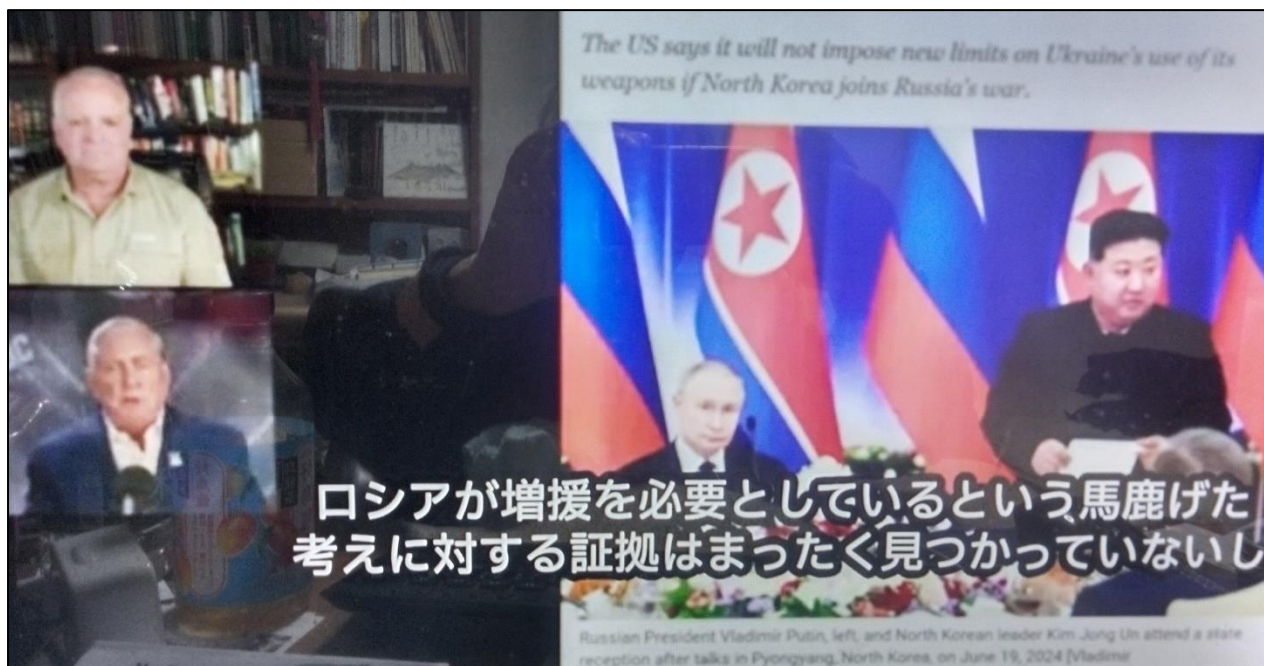 The US says it will not impose new limits on Ukraine's use of its
weapons if North Korea joins Russia's war.
ロシアが増援を必要としているという馬鹿げた
考えに対する証拠はまったく見つかっていないし
Russian President Vladimir Putin, left, and North Korean leader Kim Jong Un attend a state
reception after talks in Pyongyang, North Korea, on June 19, 2024 [Vladimir